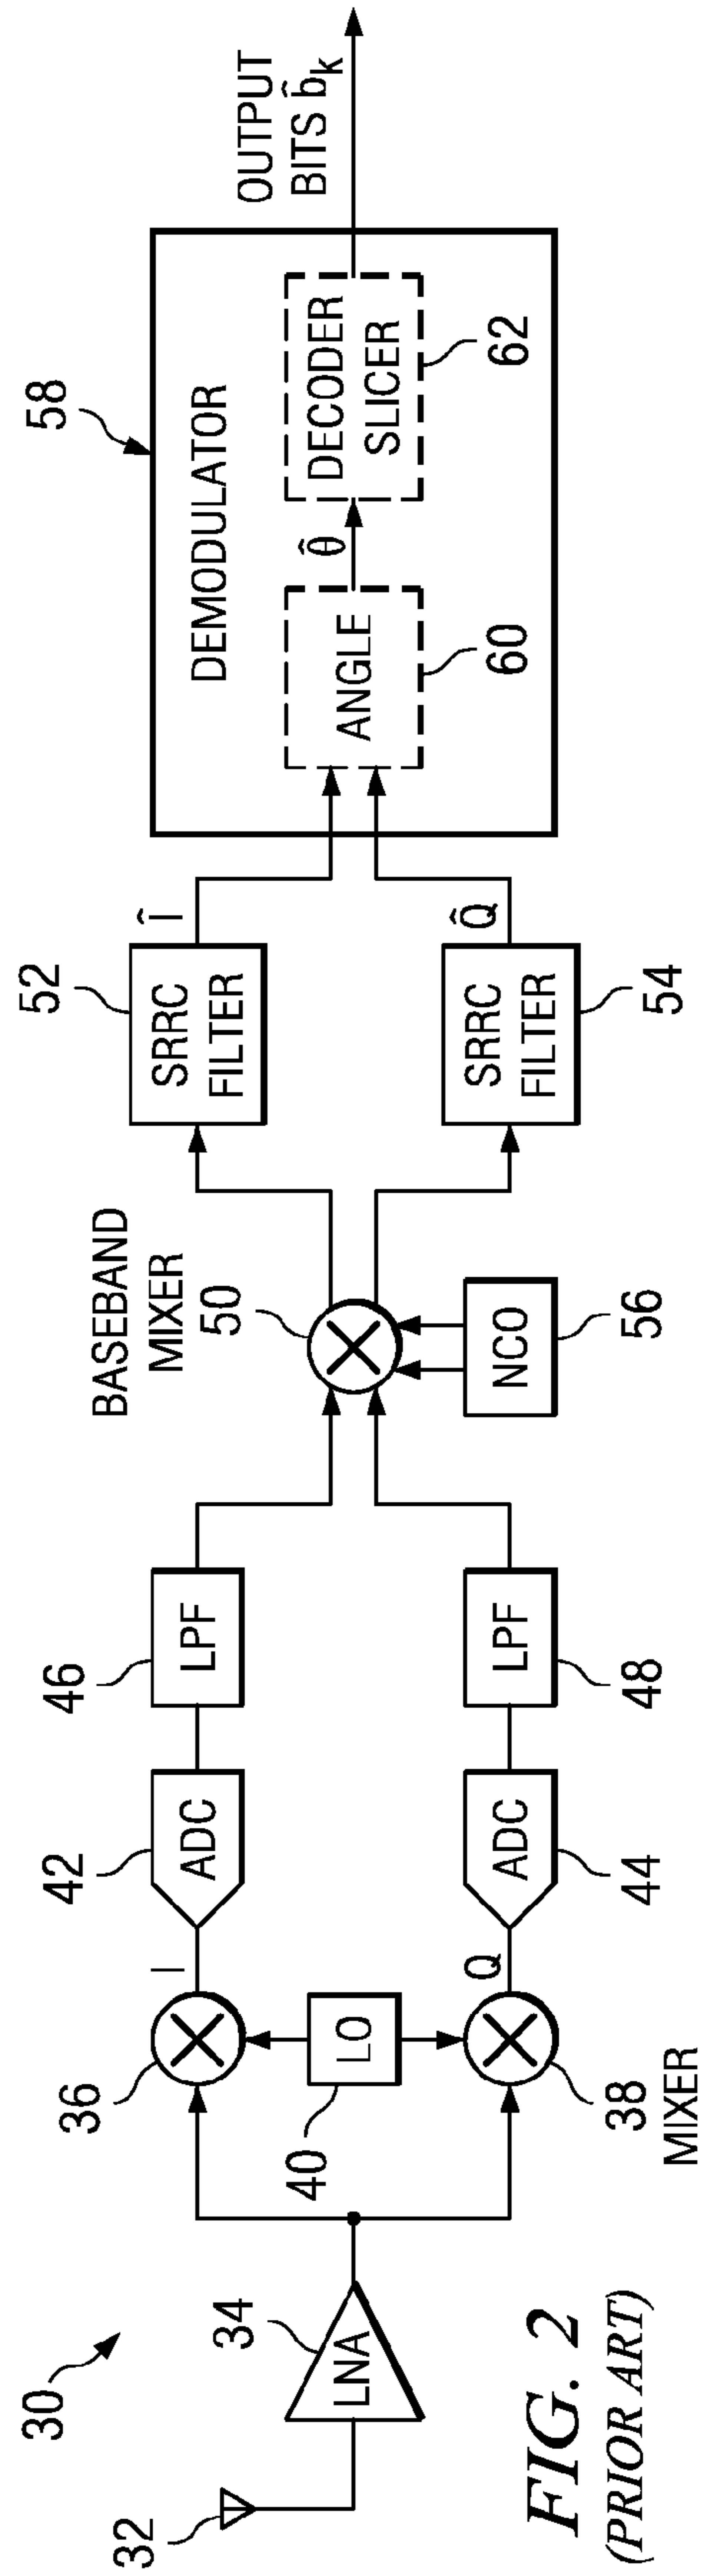 30
32
34
LNA
36
I
42
ADC
46
LPF
40
LO
38
MIXER
Q
44
ADC
48
LPF
BASEBAND
MIXER
50
NCO
56
52
SRRC
FILTER
Î
54
SRRC
FILTER
Q̂
58
DEMODULATOR
ANGLE
60
θ̂
DECODER
SLICER
62
OUTPUT
BITS b̂k
FIG. 2
(PRIOR ART)